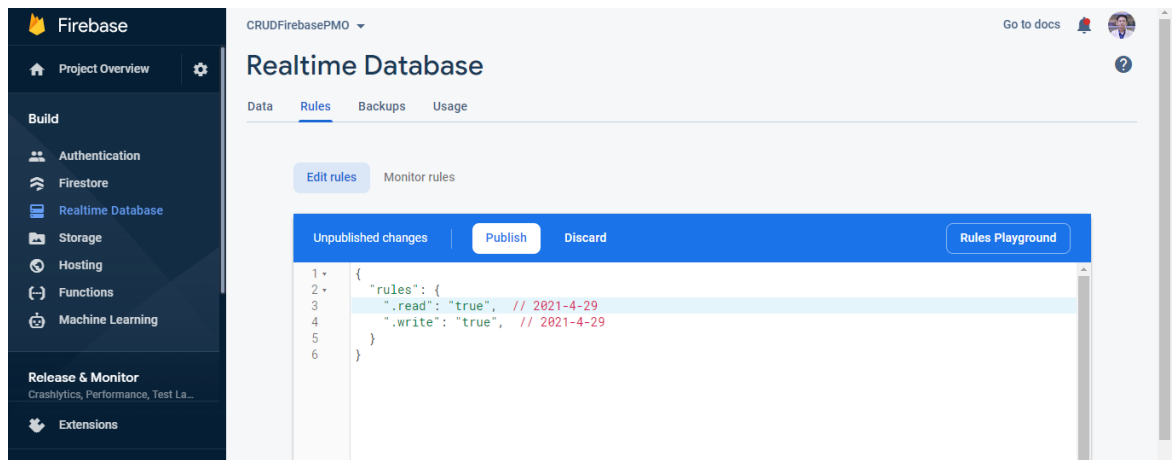 Firebase
Project Overview
Build
Authentication
Firestore
Realtime Database
Storage
Hosting
Functions
Machine Learning
Release & Monitor
Crashlytics, Performance, Test La...
Extensions
CRUDFirebasePMO
Go to docs
Realtime Database
Data Rules Backups Usage
Edit rules Monitor rules
Unpublished changes Publish Discard Rules Playground
1 {
2 "rules": {
3 ".read": "true", // 2021-4-29
4 ".write": "true", // 2021-4-29
5 }
6 }